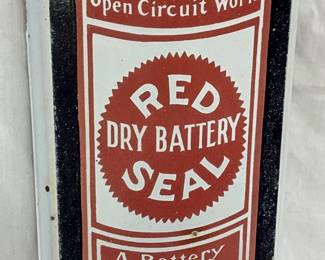 Open Circuit Work
RED
DRY BATTERY
SEAL
A Battery